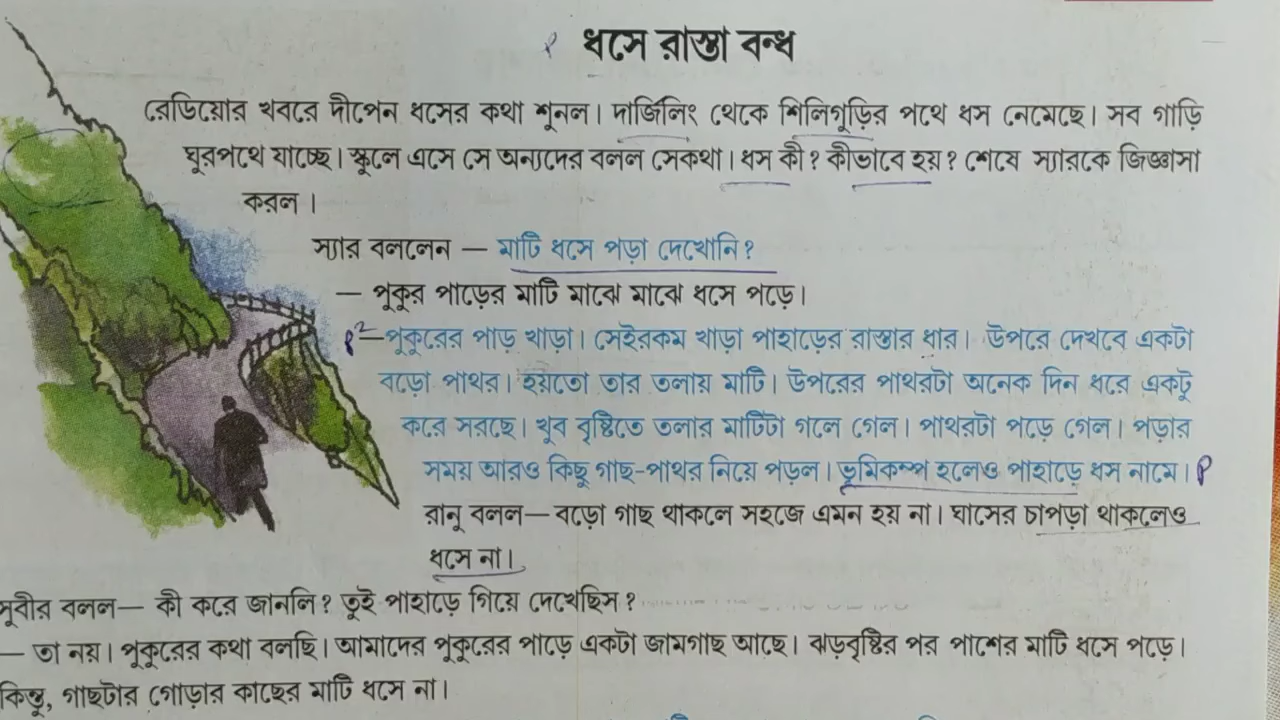 ধসে রাস্তা বন্ধ
রেডিয়োর খবরে দীপেন ধসের কথা শুনল। দার্জিলিং থেকে শিলিগুড়ির পথে ধস নেমেছে। সব গাড়ি
ঘুরপথে যাচ্ছে। স্কুলে এসে সে অন্যদের বলল সেকথা। ধস কী? কীভাবে হয়? শেষে স্যারকে জিজ্ঞাসা
করল।
স্যার বললেন — মাটি ধসে পড়া দেখোনি?
— পুকুর পাড়ের মাটি মাঝে মাঝে ধসে পড়ে।
— পুকুরের পাড় খাড়া। সেইরকম খাড়া পাহাড়ের রাস্তার ধার। উপরে দেখবে একটা
বড়ো পাথর। হয়তো তার তলায় মাটি। উপরের পাথরটা অনেক দিন ধরে একটু
করে সরছে। খুব বৃষ্টিতে তলার মাটিটা গলে গেল। পাথরটা পড়ে গেল। পড়ার
সময় আরও কিছু গাছ-পাথর নিয়ে পড়ল। ভূমিকম্প হলেও পাহাড়ে ধস নামে।
রানু বলল— বড়ো গাছ থাকলে সহজে এমন হয় না। ঘাসের চাপড়া থাকলেও
ধসে না।
সুবীর বলল— কী করে জানলি? তুই পাহাড়ে গিয়ে দেখেছিস?
— তা নয়। পুকুরের কথা বলছি। আমাদের পুকুরের পাড়ে একটা জামগাছ আছে। ঝড়বৃষ্টির পর পাশের মাটি ধসে পড়ে।
কিন্তু, গাছটার গোড়ার কাছের মাটি ধসে না।